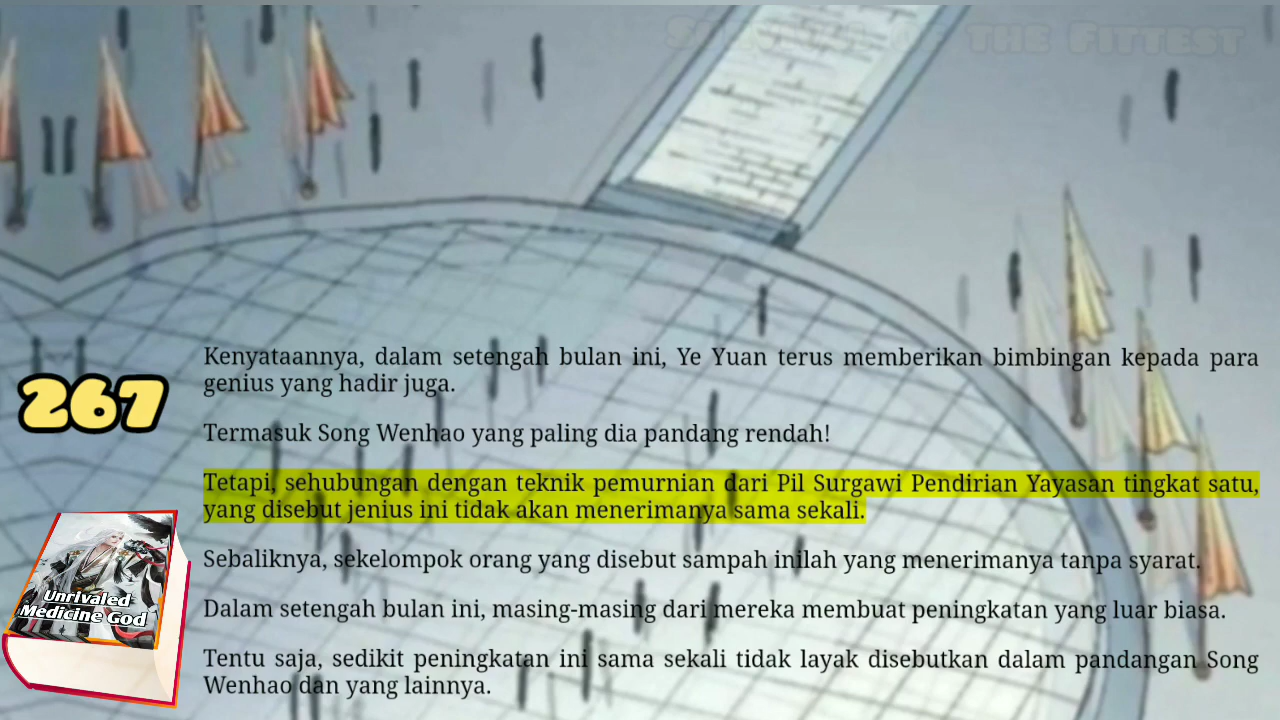 the Fittest
Kenyataannya, dalam setengah bulan ini, Ye Yuan terus memberikan bimbingan kepada para
genius yang hadir juga.
Termasuk Song Wenhao yang paling dia pandang rendah!
Tetapi, sehubungan dengan teknik pemurnian dari Pil Surgawi Pendirian Yayasan tingkat satu,
yang disebut jenius ini tidak akan menerimanya sama sekali.
Sebaliknya, sekelompok orang yang disebut sampah inilah yang menerimanya tanpa syarat.
Dalam setengah bulan ini, masing-masing dari mereka membuat peningkatan yang luar biasa.
Tentu saja, sedikit peningkatan ini sama sekali tidak layak disebutkan dalam pandangan Song
Wenhao dan yang lainnya.
267
Unrivaled
Medicine God